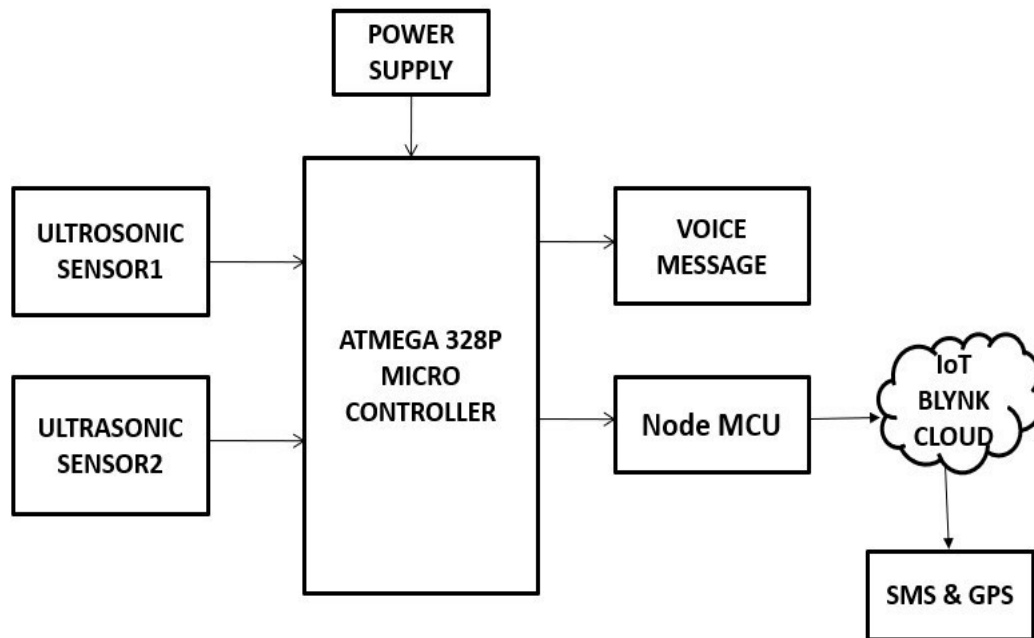 POWER
SUPPLY
ULTROSONIC
SENSOR1
VOICE
MESSAGE
ATMEGA 328P
MICRO
CONTROLLER
ULTRASONIC
SENSOR2
Node MCU
IoT
BLYNK
CLOUD
SMS & GPS